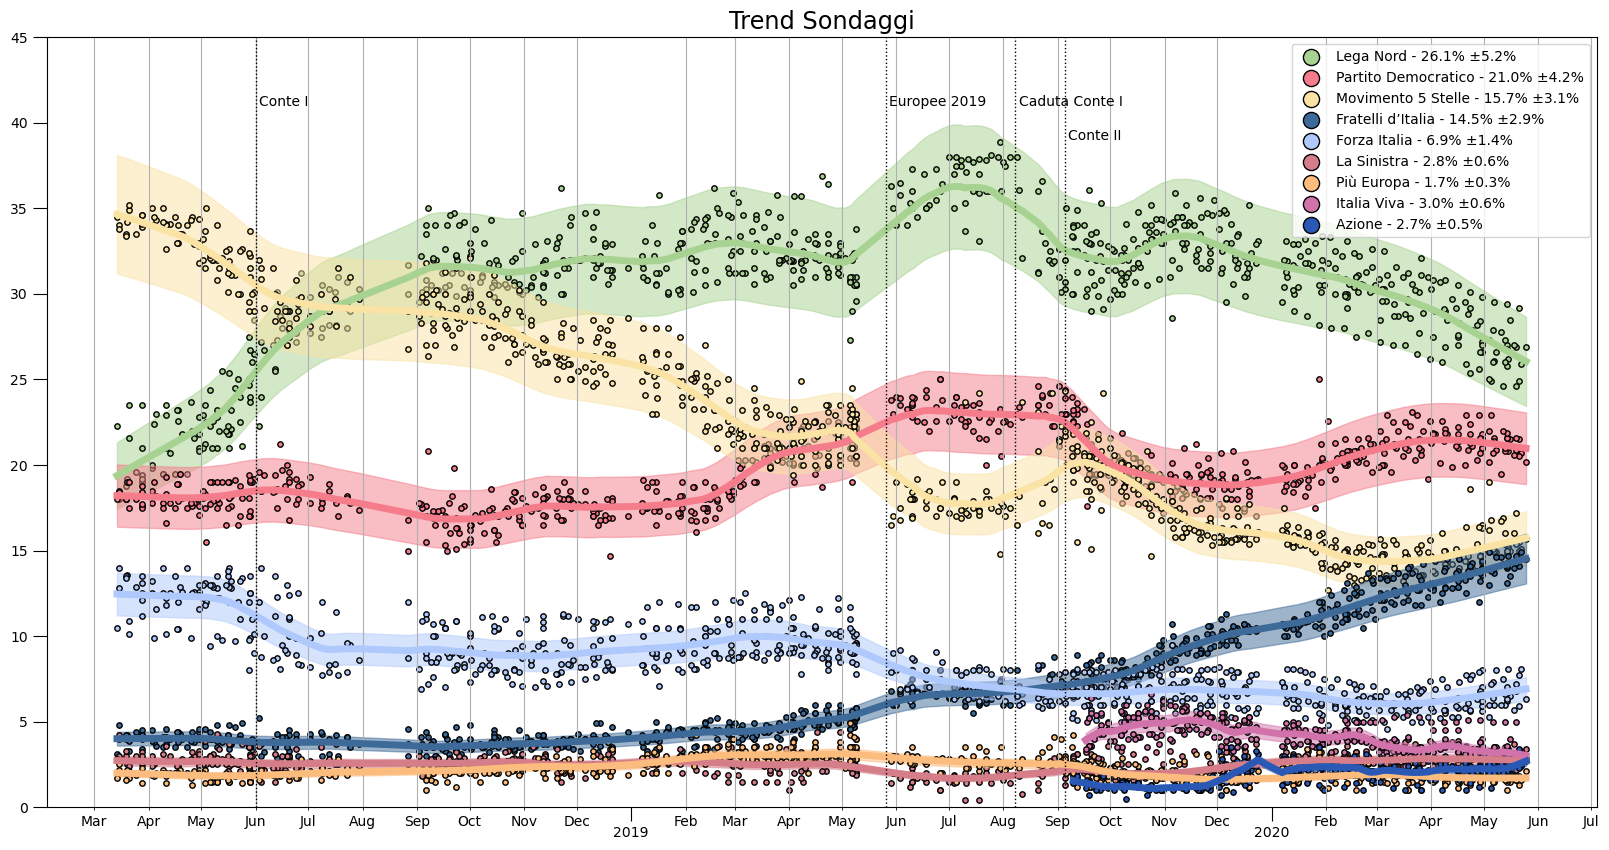 Trend Sondaggi
45
40
35
30
25
20
15
10
5
0
Conte I
Europee 2019
Caduta Conte I
Conte II
Lega Nord - 26.1% ±5.2%
Partito Democratico - 21.0% ±4.2%
Movimento 5 Stelle - 15.7% ±3.1%
Fratelli d’Italia - 14.5% ±2.9%
Forza Italia - 6.9% ±1.4%
La Sinistra - 2.8% ±0.6%
Più Europa - 1.7% ±0.3%
Italia Viva - 3.0% ±0.6%
Azione - 2.7% ±0.5%
Mar Apr May Jun Jul Aug Sep Oct Nov Dec Feb Mar Apr May Jun Jul Aug Sep Oct Nov Dec Feb Mar Apr May Jun Jul
2019 2020